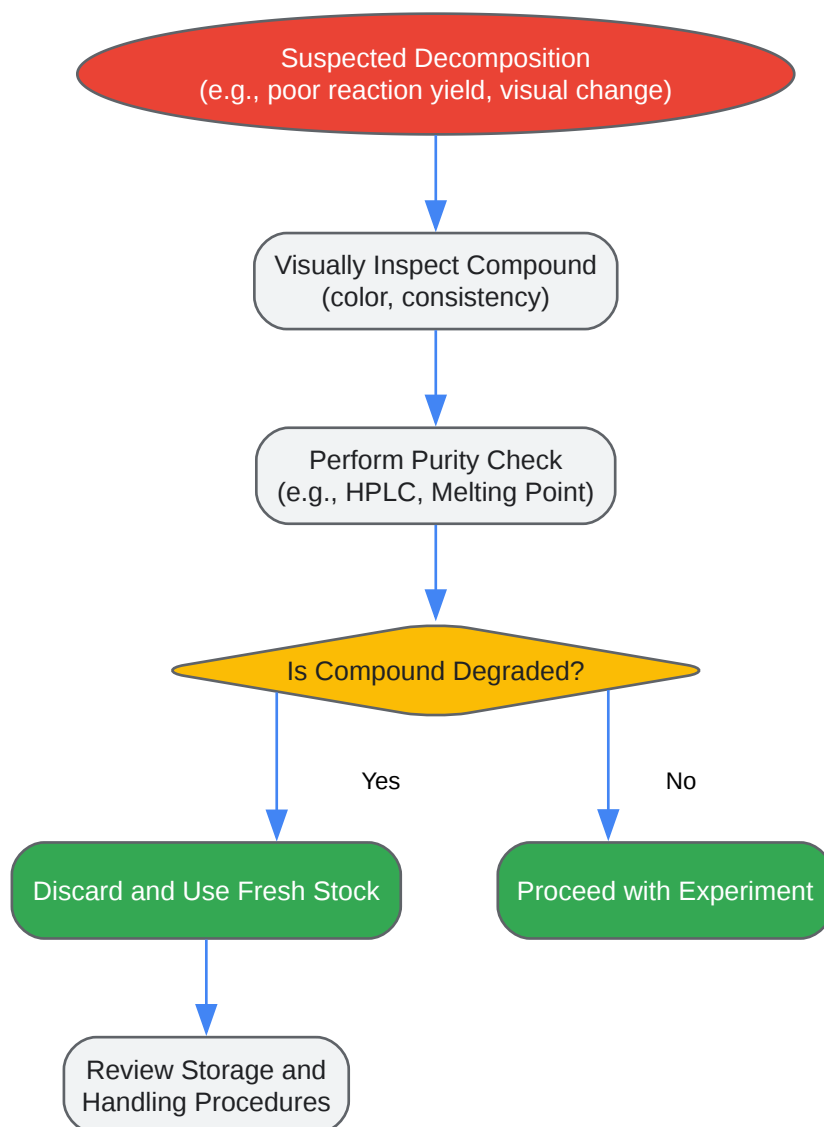 Suspected Decomposition
(e.g., poor reaction yield, visual change)
Visually Inspect Compound
(color, consistency)
Perform Purity Check
(e.g., HPLC, Melting Point)
Is Compound Degraded?
Yes
No
Discard and Use Fresh Stock
Proceed with Experiment
Review Storage and
Handling Procedures